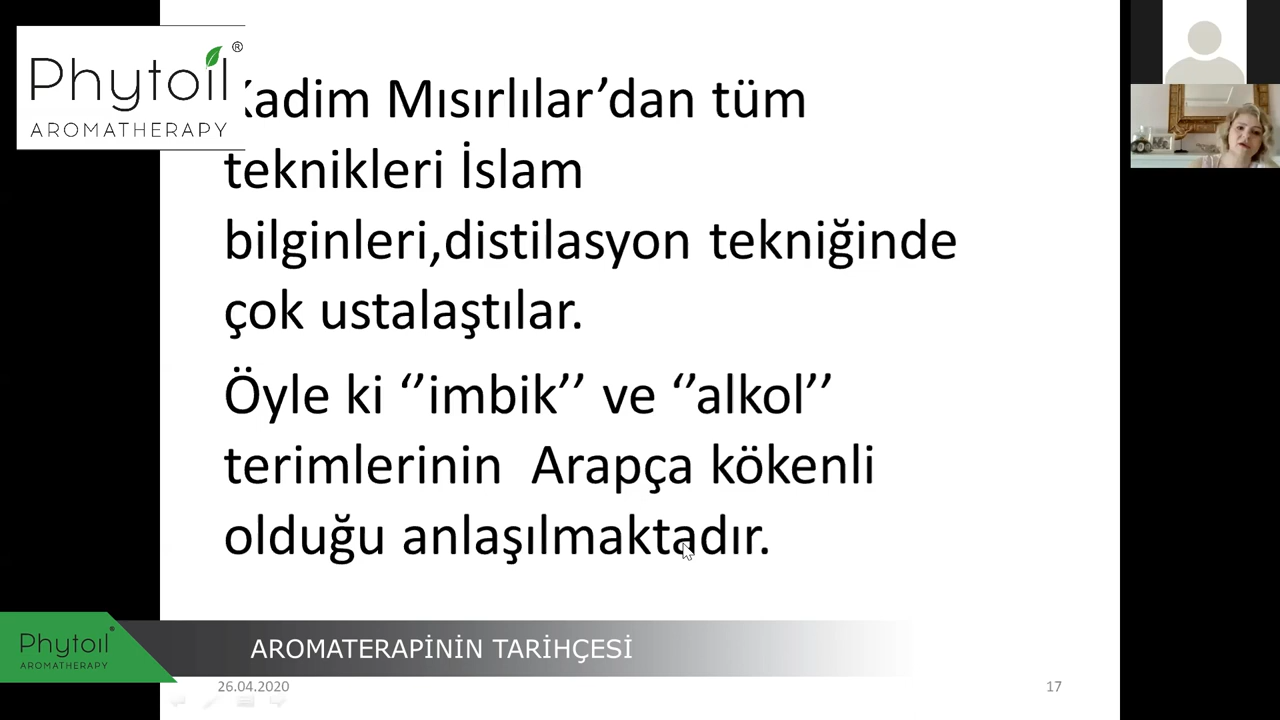 Phytoil®
AROMATHERAPY
Kadim Mısırlılar’dan tüm
teknikleri İslam
bilginleri,distilasyon tekniğinde
çok ustalaştılar.
Öyle ki ‘’imbik’’ ve ‘’alkol’’
terimlerinin Arapça kökenli
olduğu anlaşılmaktadır.
Phytoil®
AROMATHERAPY
AROMATERAPİNİN TARİHÇESİ
26.04.2020
17